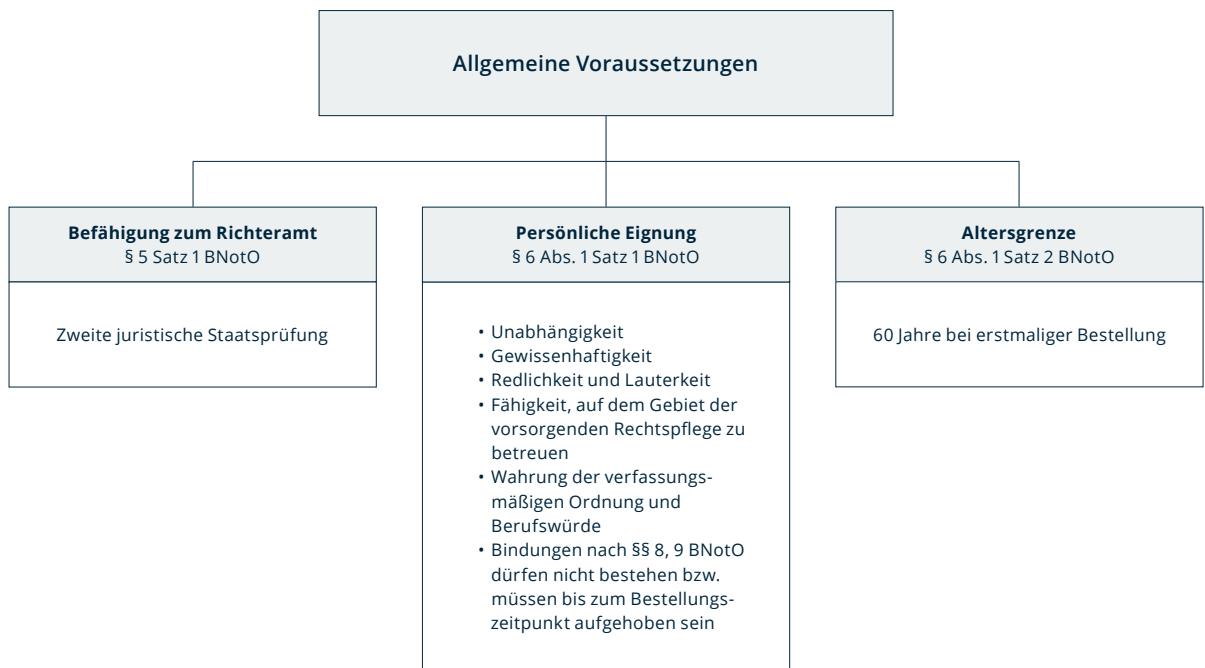 Allgemeine Voraussetzungen
Befähigung zum Richteramt
§ 5 Satz 1 BNotO
Zweite juristische Staatsprüfung
Persönliche Eignung
§ 6 Abs. 1 Satz 1 BNotO
• Unabhängigkeit
• Gewissenhaftigkeit
• Redlichkeit und Lauterkeit
• Fähigkeit, auf dem Gebiet der
vorsorgenden Rechtspflege zu
betreuen
• Wahrung der verfassungs-
mäßigen Ordnung und
Berufswürde
• Bindungen nach §§ 8, 9 BNotO
dürfen nicht bestehen bzw.
müssen bis zum Bestellungs-
zeitpunkt aufgehoben sein
Altersgrenze
§ 6 Abs. 1 Satz 2 BNotO
60 Jahre bei erstmaliger Bestellung